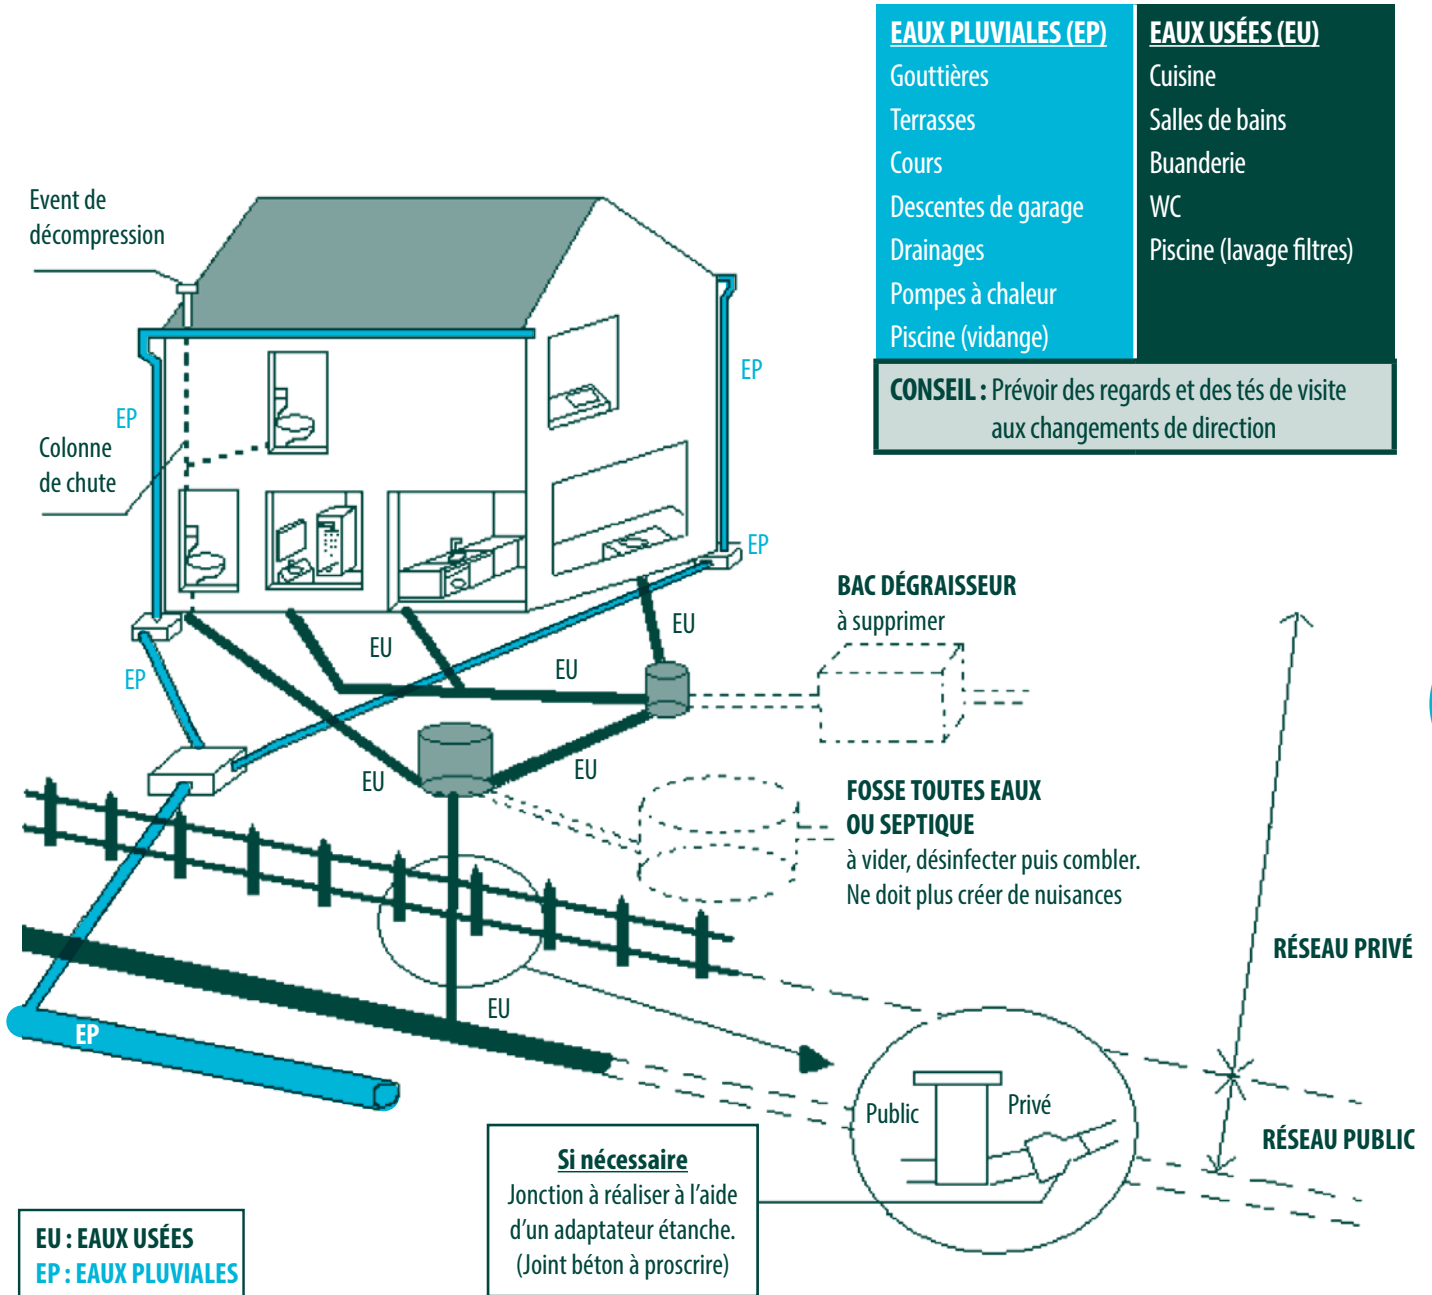 EAUX PLUVIALES (EP)
Gouttières
Terrasses
Cours
Descentes de garage
Drainages
Pompes à chaleur
Piscine (vidange)
EAUX USÉES (EU)
Cuisine
Salles de bains
Buanderie
WC
Piscine (lavage filtres)
CONSEIL : Prévoir des regards et des tés de visite
aux changements de direction
Event de
décompression
EP
EP
Colonne
de chute
EP
EP
EU
EU
EU
EU
EU
BAC DÉGRAISSEUR
à supprimer
FOSSE TOUTES EAUX
OU SEPTIQUE
à vider, désinfecter puis combler.
Ne doit plus créer de nuisances
RÉSEAU PRIVÉ
EU
EP
Public
Privé
RÉSEAU PUBLIC
Si nécessaire
Jonction à réaliser à l'aide
d'un adaptateur étanche.
(Joint béton à proscrire)
EU : EAUX USÉES
EP : EAUX PLUVIALES